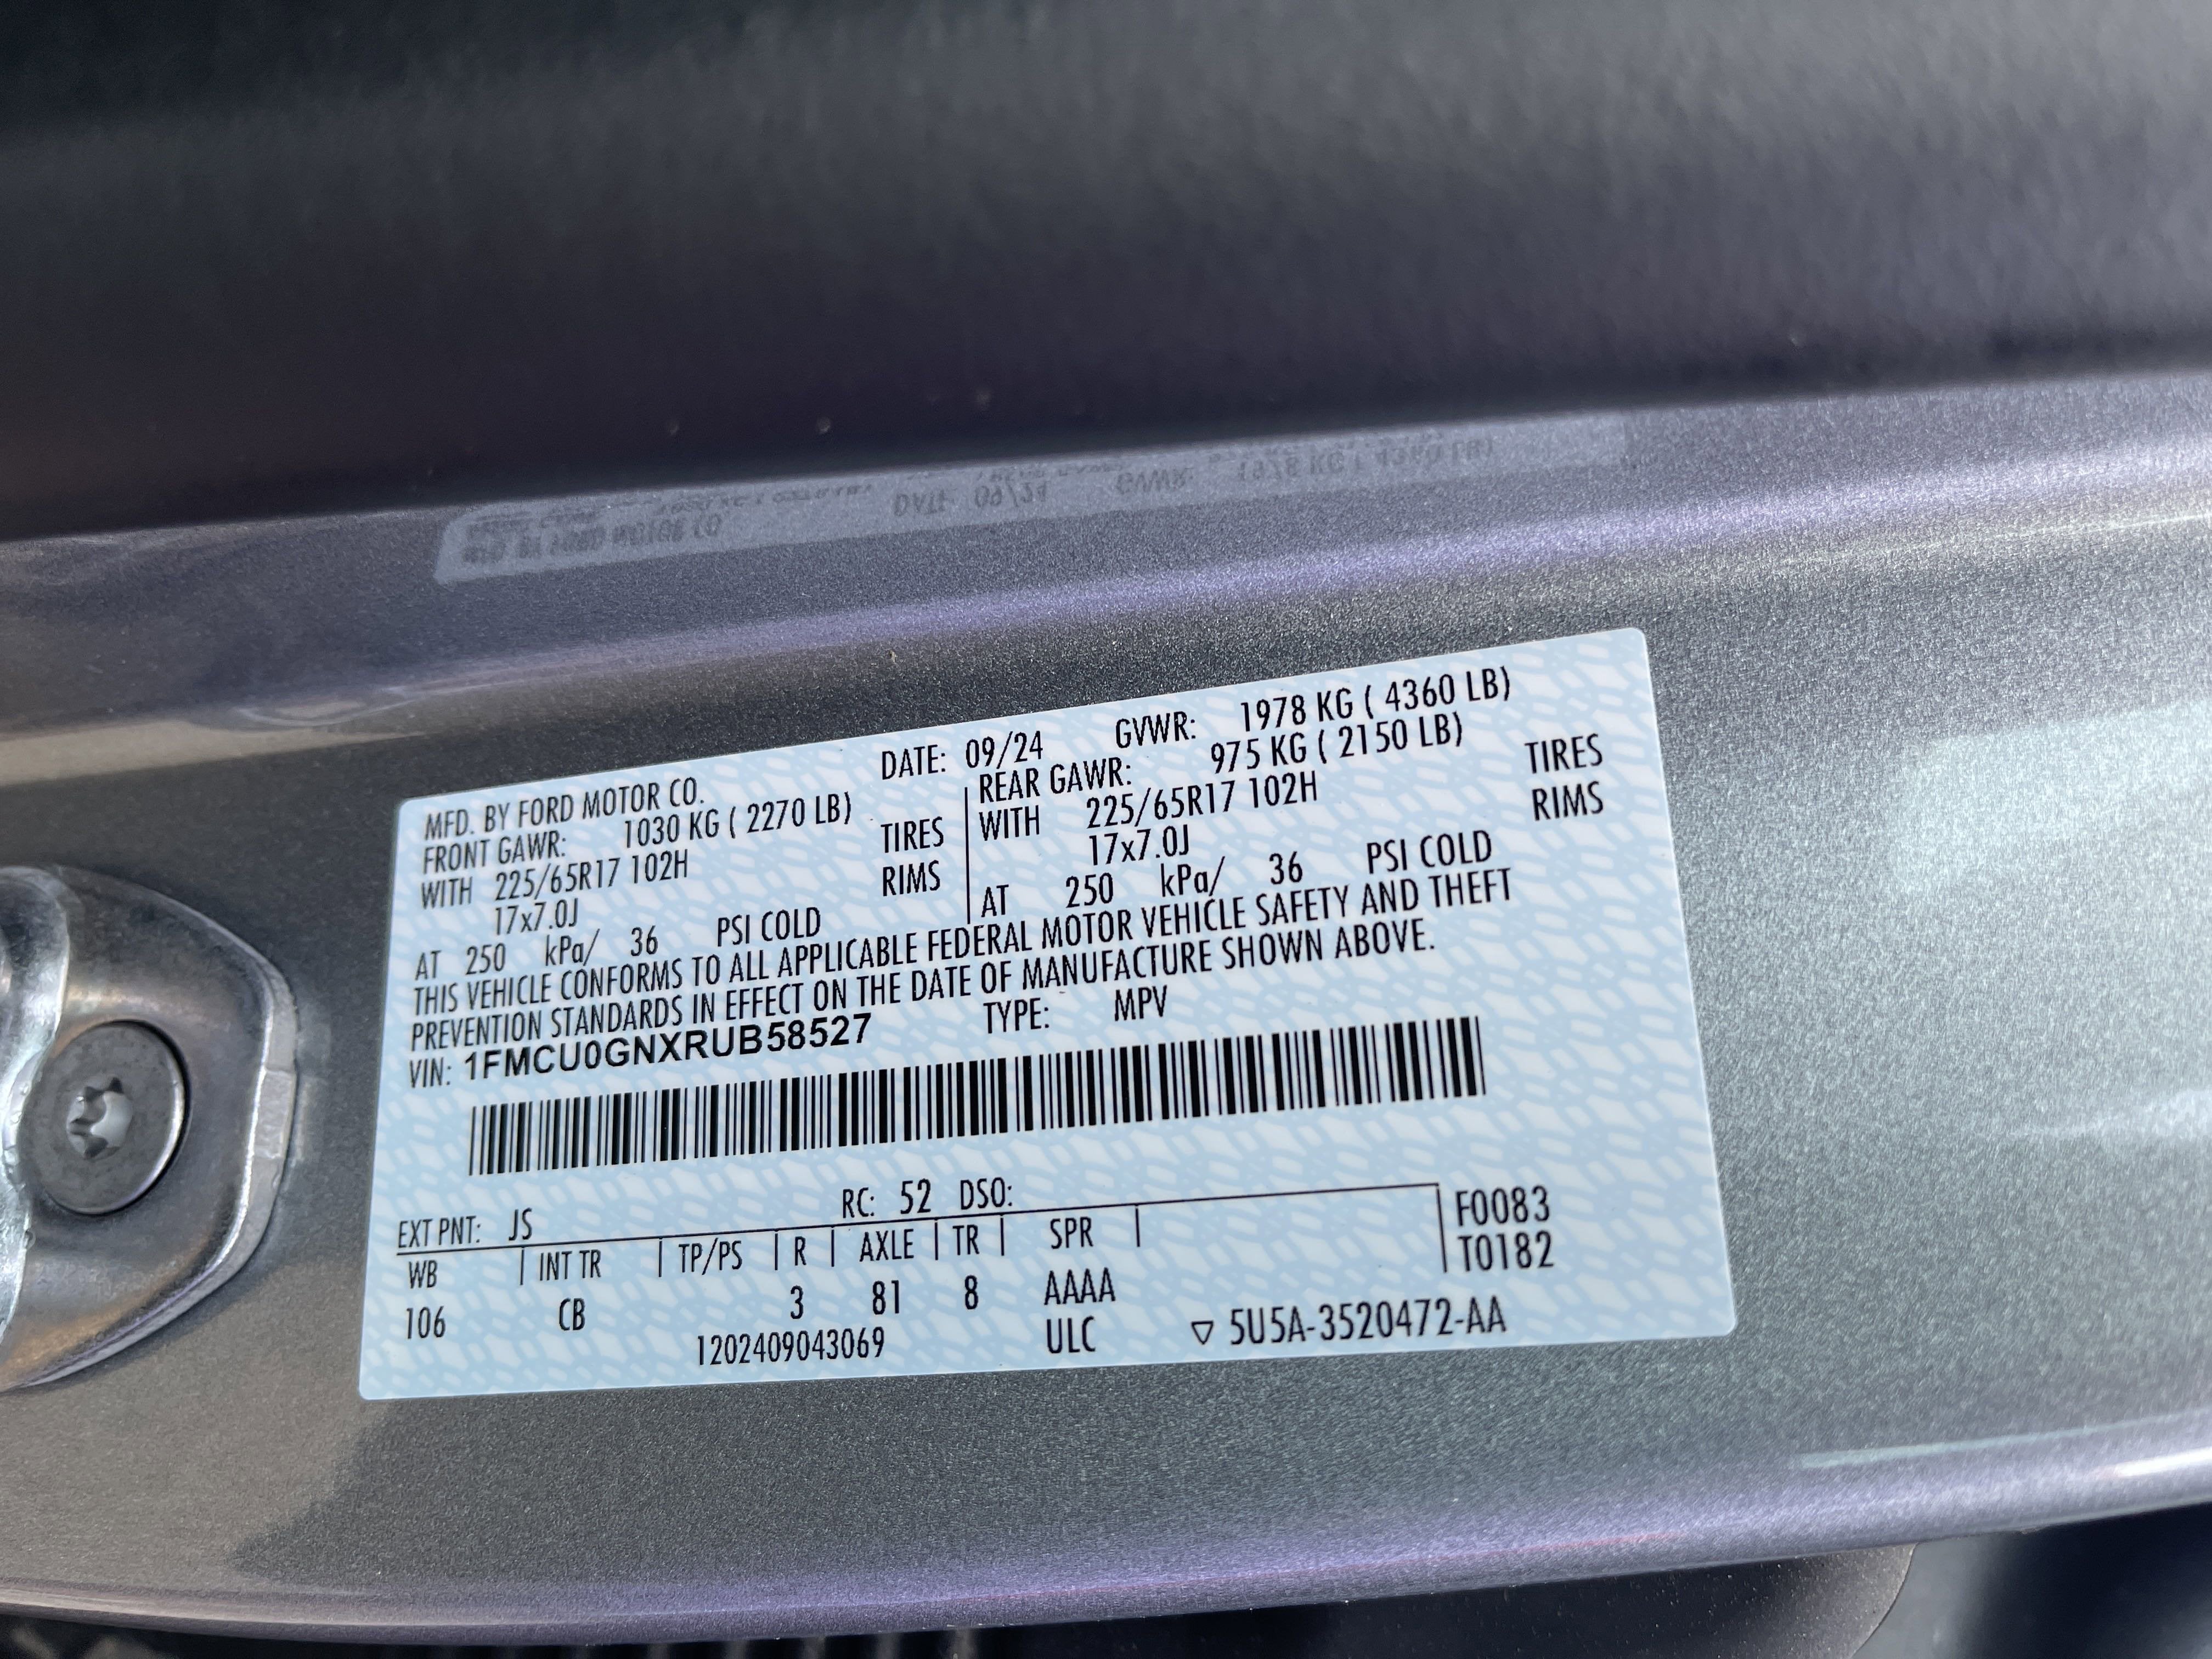 MFD. BY FORD MOTOR CO. DATE: 09/24 GVWR: 1978 KG ( 4360 LB)
FRONT GAWR: 1030 KG ( 2270 LB) REAR GAWR: 975 KG ( 2150 LB)
WITH 225/65R17 102H TIRES WITH 225/65R17 102H TIRES
17x7.0J RIMS 17x7.0J RIMS
AT 250 kPa/ 36 PSI COLD AT 250 kPa/ 36 PSI COLD
THIS VEHICLE CONFORMS TO ALL APPLICABLE FEDERAL MOTOR VEHICLE SAFETY AND THEFT
PREVENTION STANDARDS IN EFFECT ON THE DATE OF MANUFACTURE SHOWN ABOVE.
VIN: 1FMCU0GNXRUB58527 TYPE: MPV
EXT PNT: JS RC: 52 DSO:
WB INT TR TP/PS R AXLE TR SPR F0083
106 CB 3 81 8 AAAA T0182
1202409043069 ULC ▽ 5U5A-3520472-AA